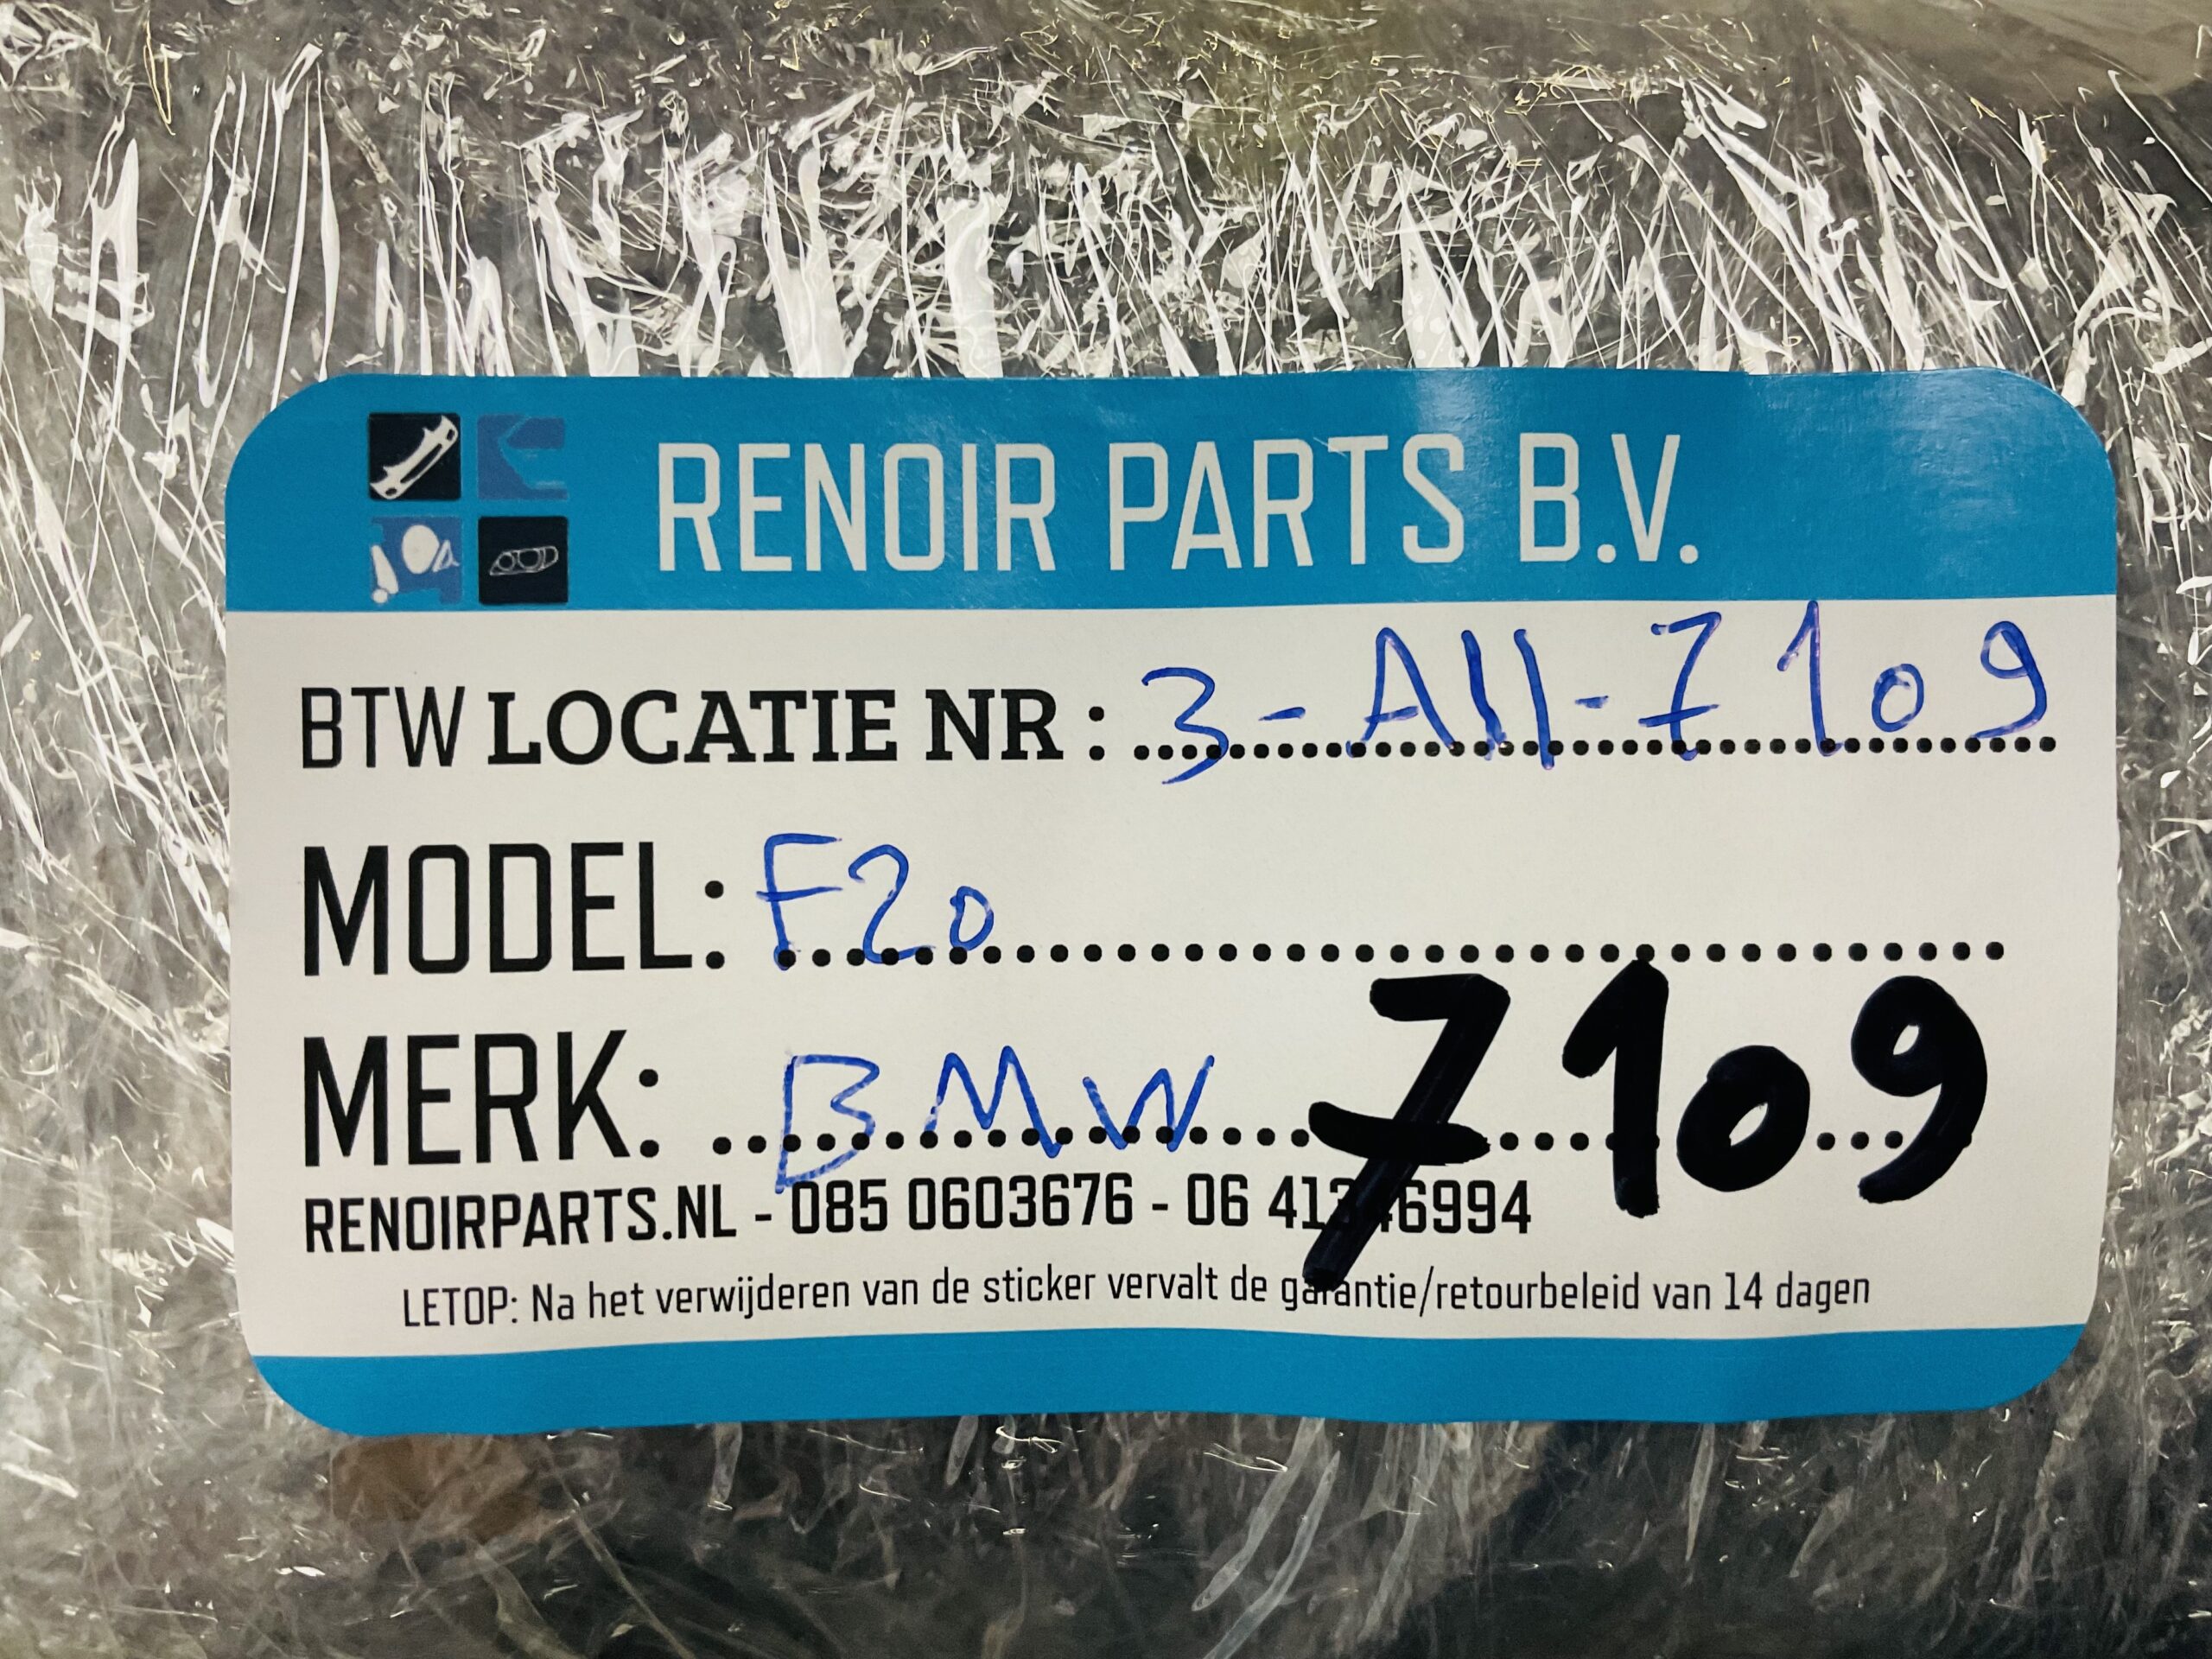 RENOIR PARTS B.V.
BTW LOCATIE NR : 3-A11-7109
MODEL: F20
MERK: BMW 7109
RENOIRPARTS.NL - 085 0603676 - 06
LETOP: Na het verwijderen van de sticker vervalt de garantie/retourbeleid van 14 dagen